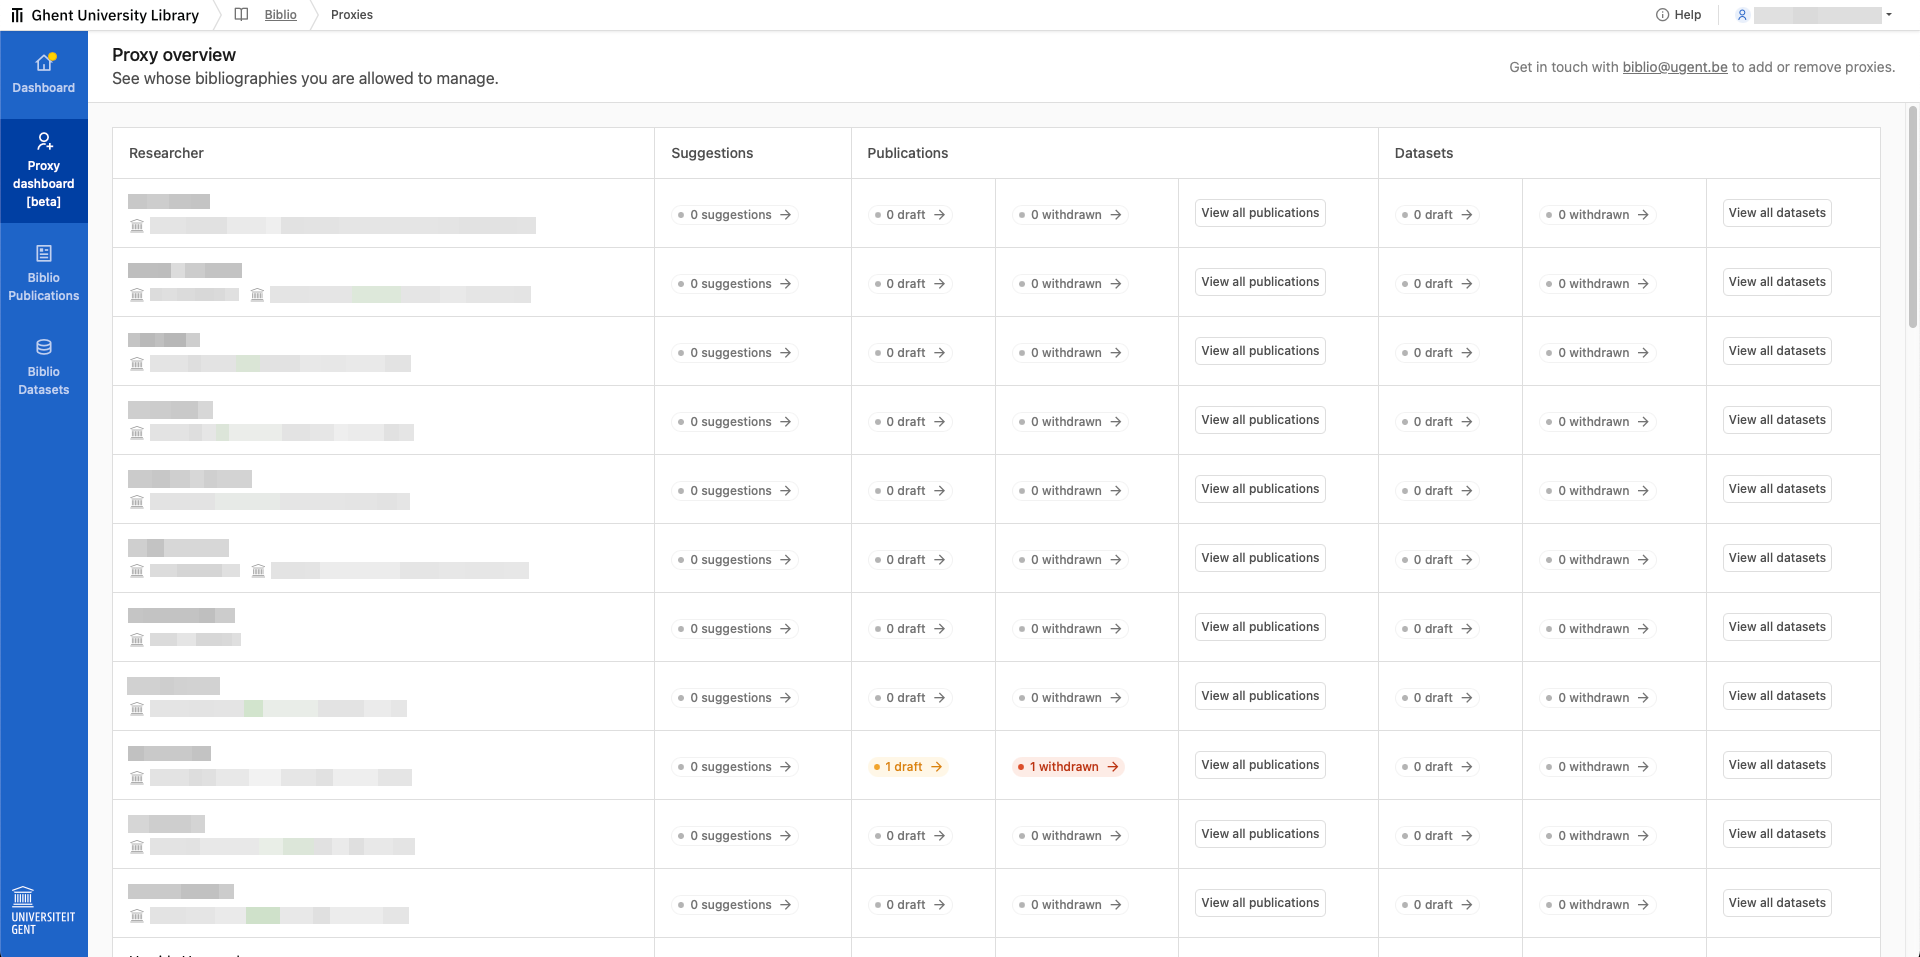 Ghent University Library Biblio Proxies Help
Dashboard
Proxy
dashboard
[beta]
Biblio
Publications
Biblio
Datasets
UNIVERSITEIT
GENT
Proxy overview
See whose bibliographies you are allowed to manage.
Get in touch with biblio@ugent.be to add or remove proxies.
Researcher Suggestions Publications Datasets
0 suggestions 0 draft 0 withdrawn View all publications 0 draft 0 withdrawn View all datasets
0 suggestions 0 draft 0 withdrawn View all publications 0 draft 0 withdrawn View all datasets
0 suggestions 0 draft 0 withdrawn View all publications 0 draft 0 withdrawn View all datasets
0 suggestions 0 draft 0 withdrawn View all publications 0 draft 0 withdrawn View all datasets
0 suggestions 0 draft 0 withdrawn View all publications 0 draft 0 withdrawn View all datasets
0 suggestions 0 draft 0 withdrawn View all publications 0 draft 0 withdrawn View all datasets
0 suggestions 0 draft 0 withdrawn View all publications 0 draft 0 withdrawn View all datasets
0 suggestions 0 draft 0 withdrawn View all publications 0 draft 0 withdrawn View all datasets
0 suggestions 1 draft 1 withdrawn View all publications 0 draft 0 withdrawn View all datasets
0 suggestions 0 draft 0 withdrawn View all publications 0 draft 0 withdrawn View all datasets
0 suggestions 0 draft 0 withdrawn View all publications 0 draft 0 withdrawn View all datasets